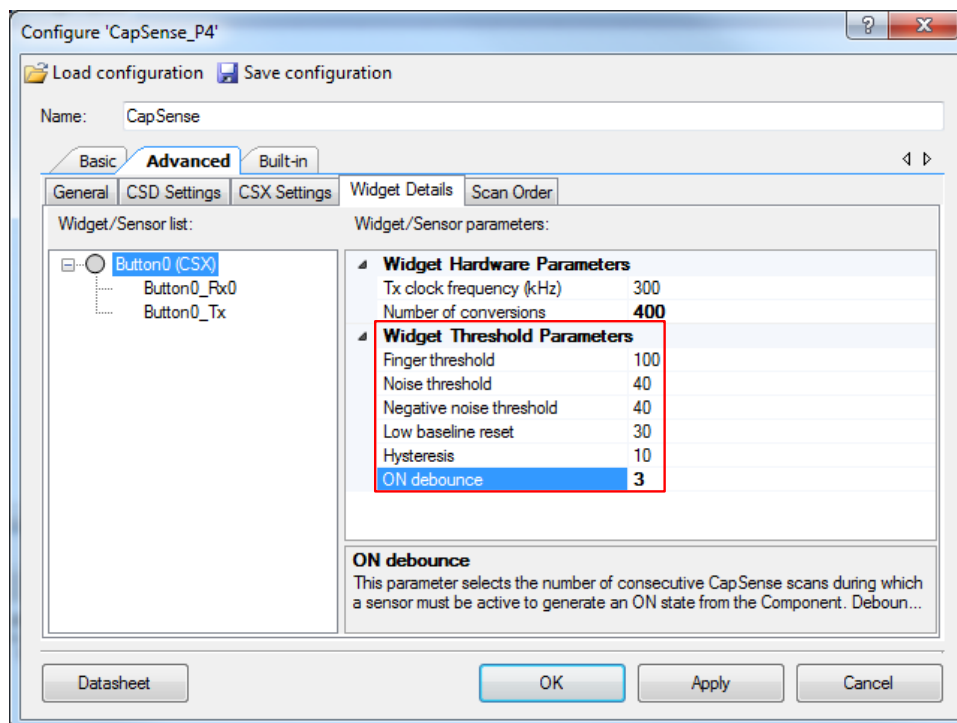 Configure 'CapSense_P4'
Load configuration Save configuration
Name: CapSense
Basic Advanced Built-in
General CSD Settings CSX Settings Widget Details Scan Order
Widget/Sensor list: Widget/Sensor parameters:
Button0 (CSX)
Button0_Rx0
Button0_Tx
Widget Hardware Parameters
Tx clock frequency (kHz) 300
Number of conversions 400
Widget Threshold Parameters
Finger threshold 100
Noise threshold 40
Negative noise threshold 40
Low baseline reset 30
Hysteresis 10
ON debounce 3
ON debounce
This parameter selects the number of consecutive CapSense scans during which
a sensor must be active to generate an ON state from the Component. Deboun...
Datasheet OK Apply Cancel